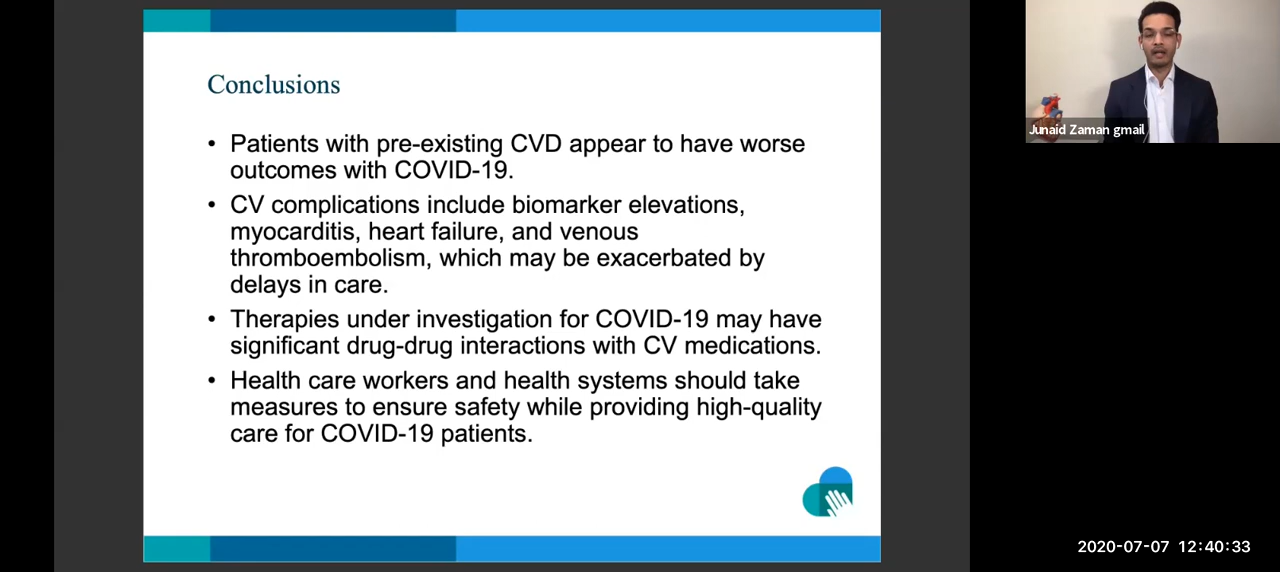 Conclusions
• Patients with pre-existing CVD appear to have worse
outcomes with COVID-19.
• CV complications include biomarker elevations,
myocarditis, heart failure, and venous
thromboembolism, which may be exacerbated by
delays in care.
• Therapies under investigation for COVID-19 may have
significant drug-drug interactions with CV medications.
• Health care workers and health systems should take
measures to ensure safety while providing high-quality
care for COVID-19 patients.
Junaid Zaman gmail
2020-07-07 12:40:33